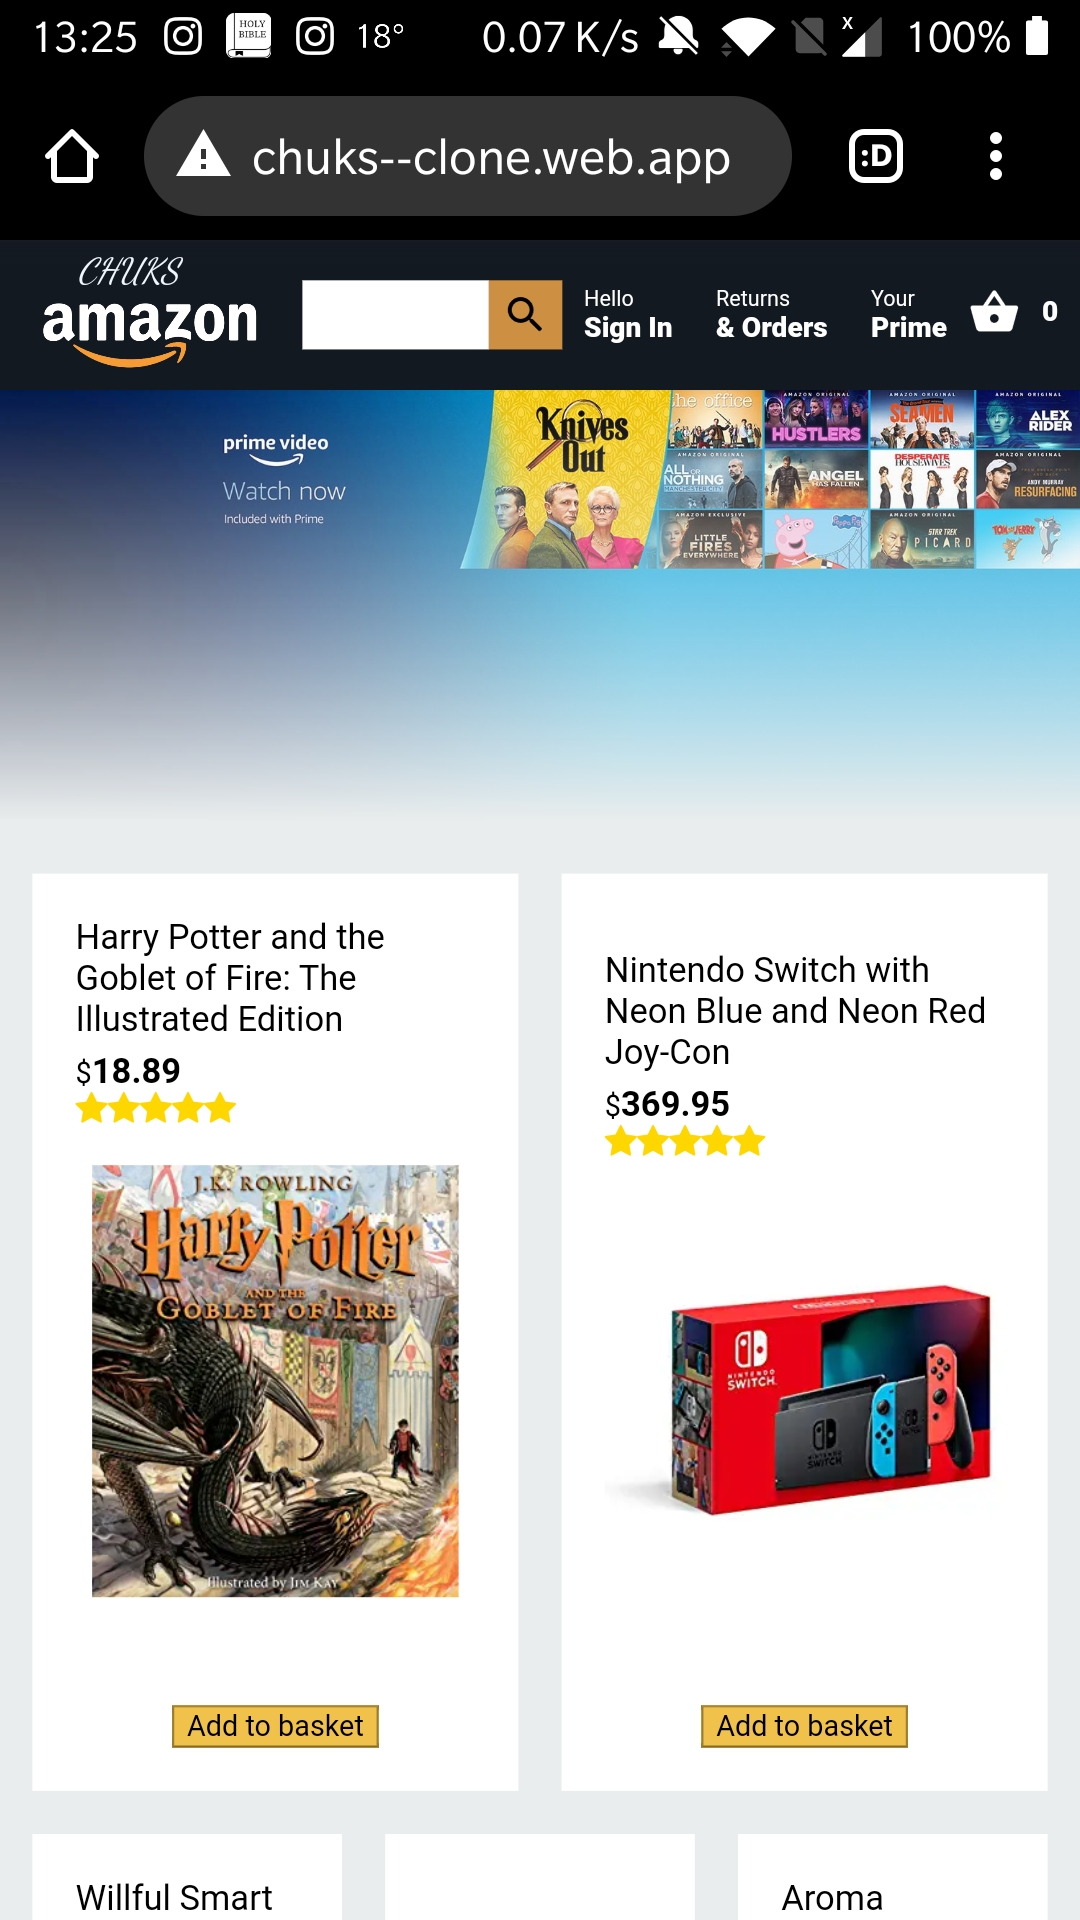 13:25 HOLY BIBLE 18° 0.07 K/s x 100%
chuks--clone.web.app :D
CHUKS
amazon
Hello
Sign In
Returns
& Orders
Your
Prime
0
prime video
Watch now
Included with Prime
Knives
Out
the office
AMAZON ORIGINAL
HUSTLERS
AMAZON ORIGINAL
SEAMEN
AMAZON ORIGINAL
ALEX
RIDER
AMAZON ORIGINAL
ALL OR
NOTHING
MANCHESTER CITY
ANGEL
HAS FALLEN
DESPERATE
HOUSEWIVES
AMAZON ORIGINAL
ANDY MURRAY
RESURFACING
AMAZON EXCLUSIVE
LITTLE
FIRES
EVERYWHERE
Peppa Pig
AMAZON ORIGINAL
STAR TREK
PICARD
TOM and JERRY
Harry Potter and the
Goblet of Fire: The
Illustrated Edition
$18.89
J.K. ROWLING
Harry Potter
AND THE
GOBLET OF FIRE
Illustrated by JIM KAY
Add to basket
Nintendo Switch with
Neon Blue and Neon Red
Joy-Con
$369.95
Nintendo
NINTENDO
SWITCH
NINTENDO
SWITCH
Add to basket
Willful Smart
Aroma